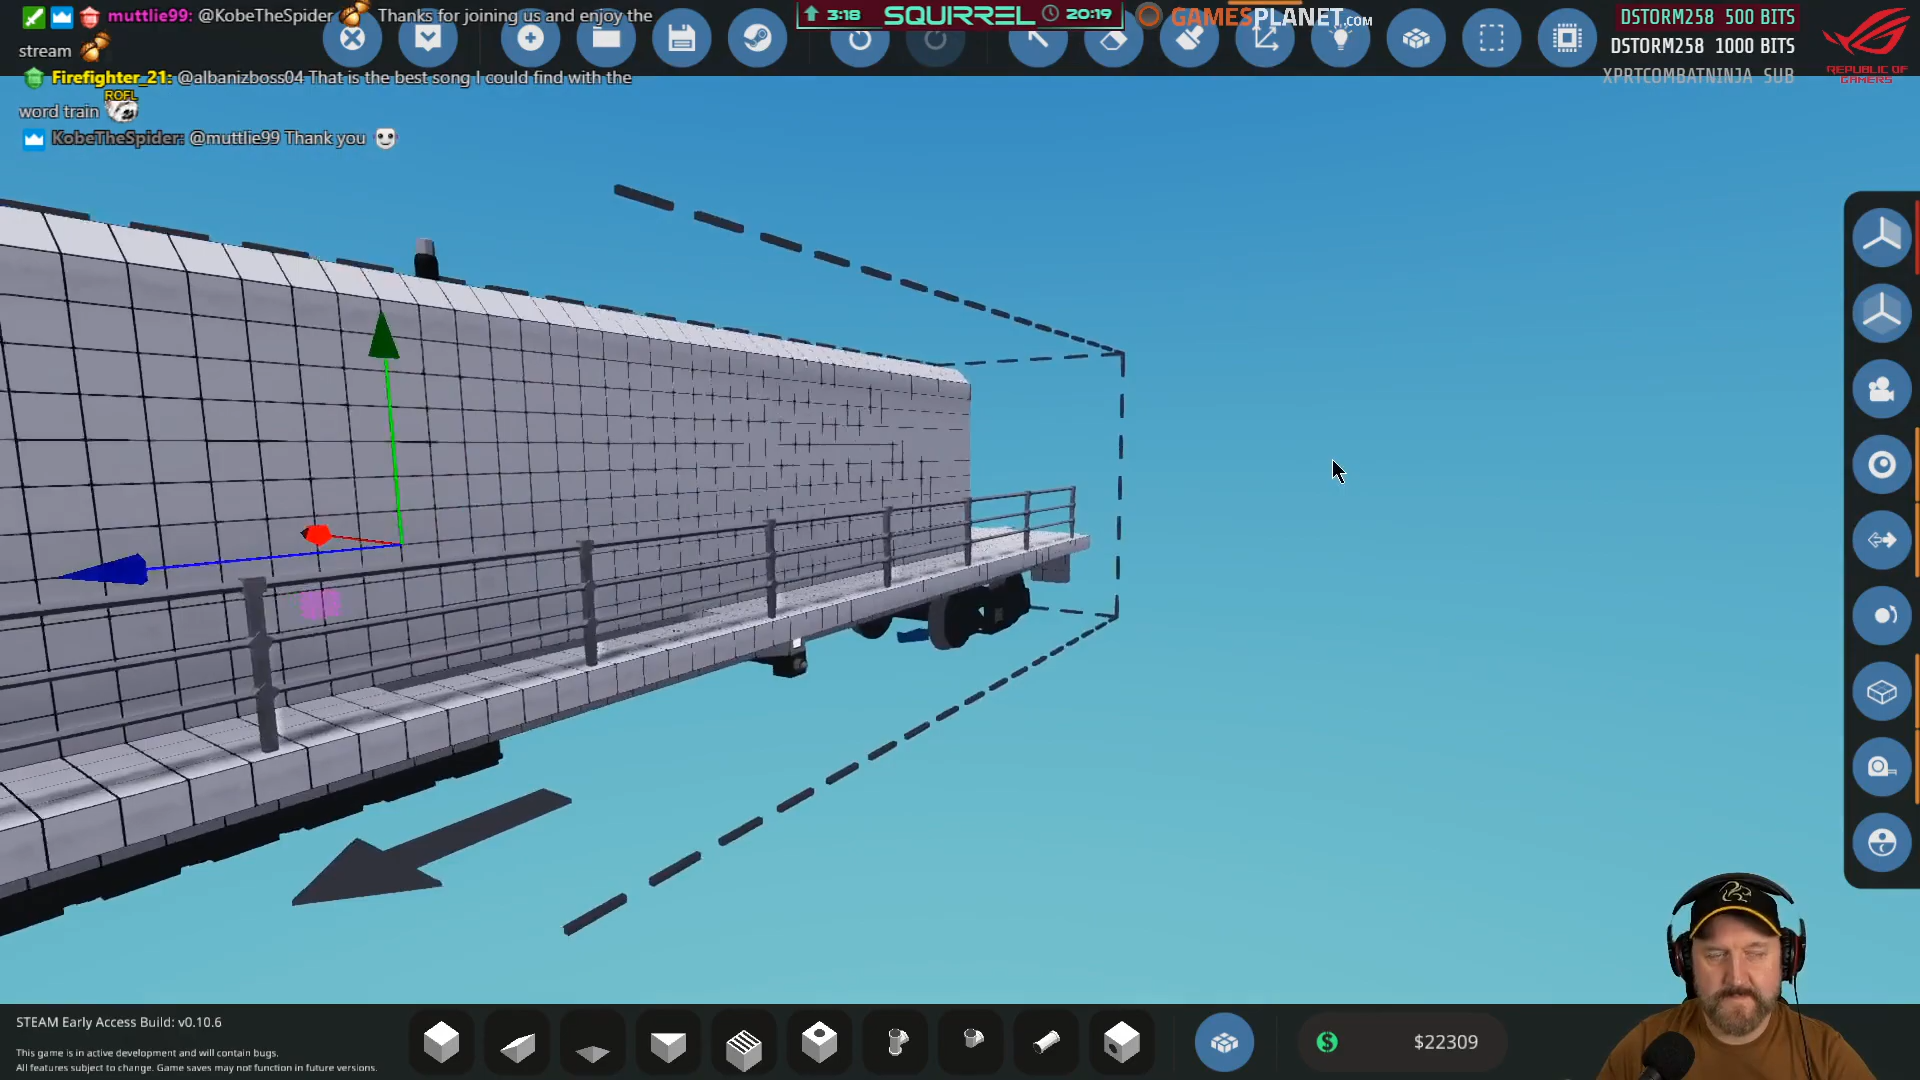 muttlie99: @KobeTheSpider Thanks for joining us and enjoy the
stream
Firefighter_21: @albanizboss04 That is the best song I could find with the
ROFL
word train
KobeTheSpider: @muttlie99 Thank you
3:18 SQUIRREL 20:19
GAMESPLANET.COM
DSTORM258 500 BITS
DSTORM258 1000 BITS
XPRTCOMBATNINJA SUB
REPUBLIC OF
GAMERS
STEAM Early Access Build: v0.10.6
This game is in active development and will contain bugs.
All features subject to change. Game saves may not function in future versions.
$22309